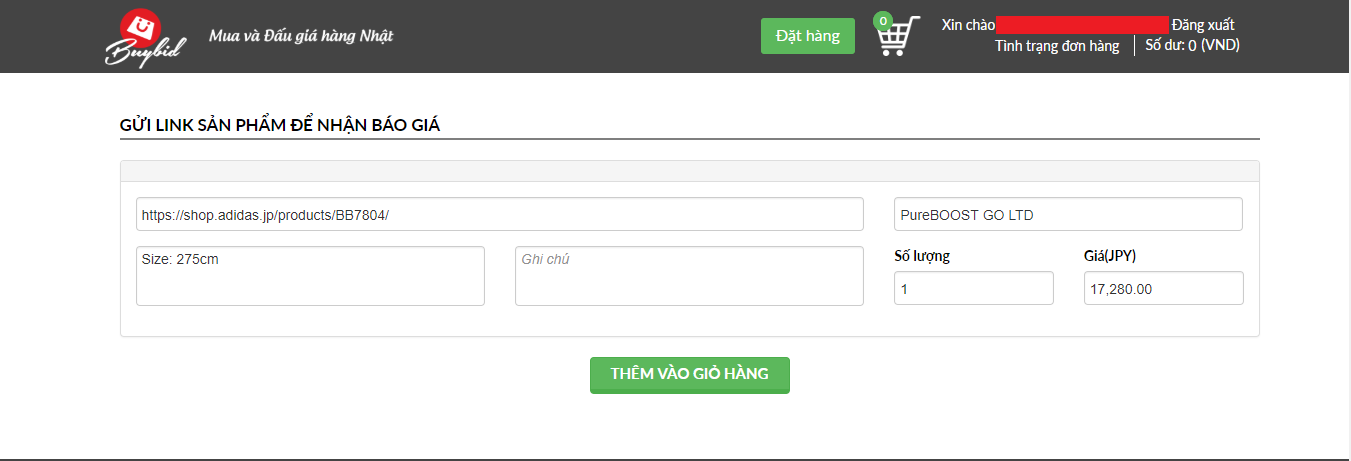 Buybid
Mua và Đấu giá hàng Nhật
Đặt hàng
0
Xin chào Đăng xuất
Tình trạng đơn hàng
Số dư: 0 (VND)
GỬI LINK SẢN PHẨM ĐỂ NHẬN BÁO GIÁ
https://shop.adidas.jp/products/BB7804/
PureBOOST GO LTD
Size: 275cm
Ghi chú
Số lượng
Giá(JPY)
1
17,280.00
THÊM VÀO GIỎ HÀNG